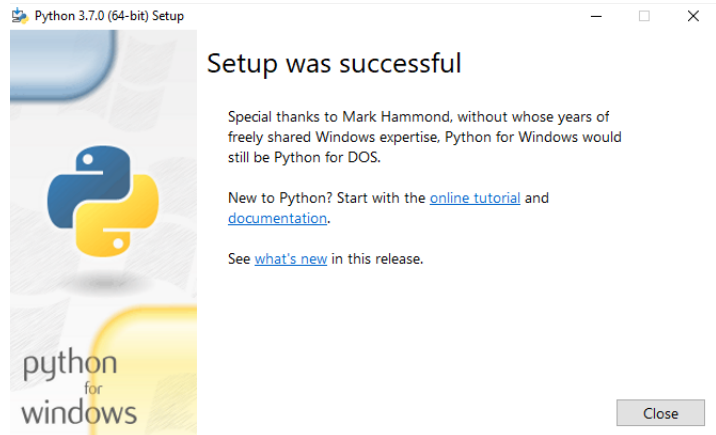 Python 3.7.0 (64-bit) Setup
Setup was successful
Special thanks to Mark Hammond, without whose years of
freely shared Windows expertise, Python for Windows would
still be Python for DOS.
New to Python? Start with the online tutorial and
documentation.
See what's new in this release.
python
for
windows
Close